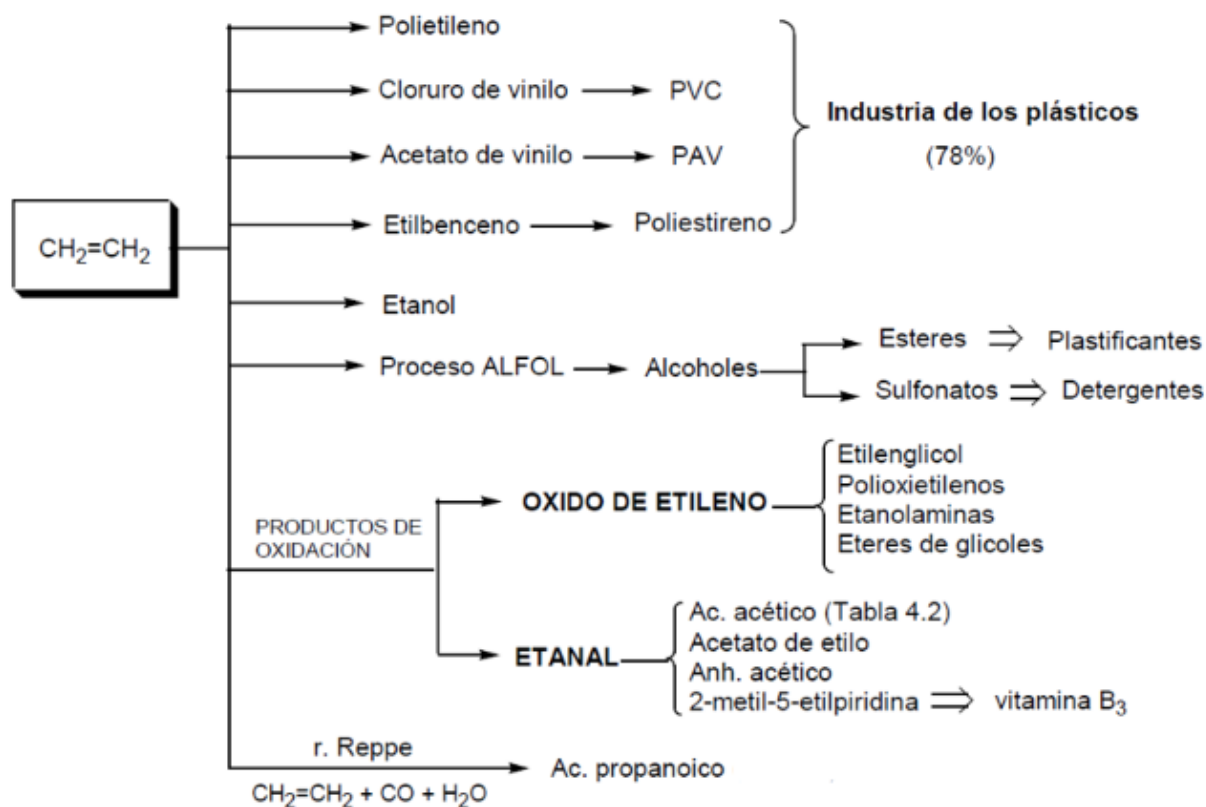 CH₂=CH₂
Polietileno
Cloruro de vinilo → PVC
Acetato de vinilo → PAV
Etilbenceno → Poliestireno
Industria de los plásticos
(78%)
Etanol
Proceso ALFOL → Alcoholes
Esteres ⇒ Plastificantes
Sulfonatos ⇒ Detergentes
PRODUCTOS DE
OXIDACIÓN
OXIDO DE ETILENO
Etilenglicol
Polioxietilenos
Etanolaminas
Eteres de glicoles
ETANAL
Ac. acético (Tabla 4.2)
Acetato de etilo
Anh. acético
2-metil-5-etilpiridina ⇒ vitamina B₃
r. Reppe
CH₂=CH₂ + CO + H₂O
Ac. propanoico